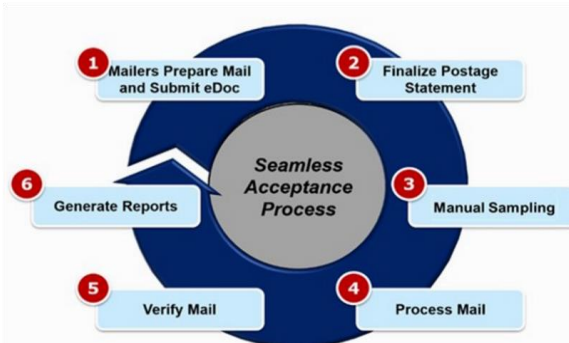 1
Mailers Prepare Mail
and Submit eDoc
2
Finalize Postage
Statement
3
Manual Sampling
4
Process Mail
5
Verify Mail
6
Generate Reports
Seamless
Acceptance
Process